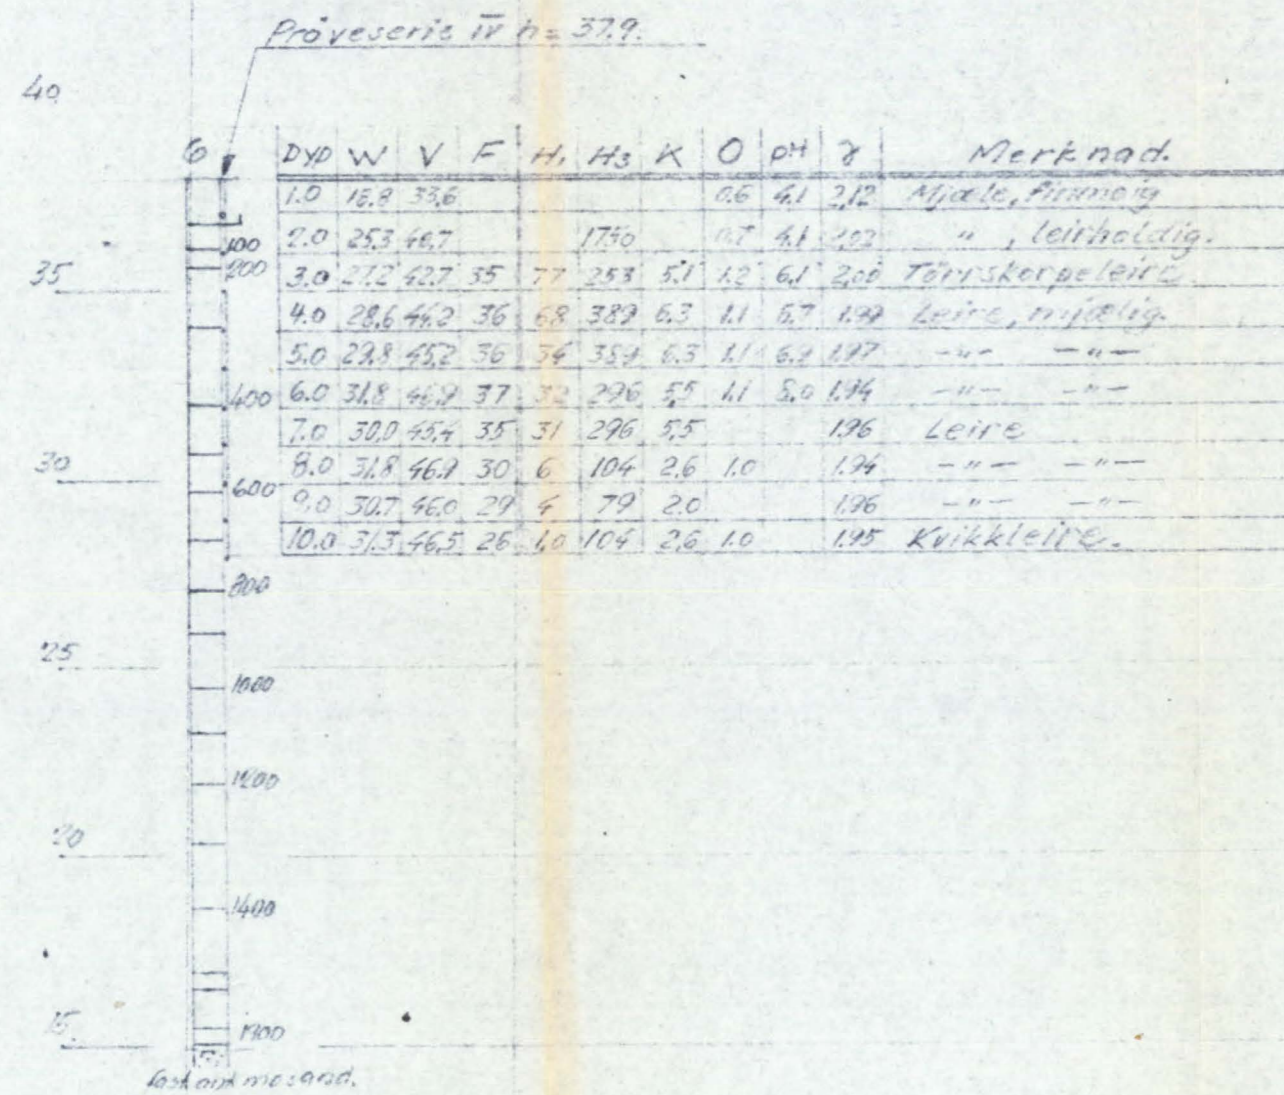 Prøveserie IV h = 37.9.
40
6 DYP W V F H₁ H₃ K O pH γ Merknad.
1.0 16.8 33,6 0.6 4.1 2,12 Mjæle,
2.0 25,3 40,7 1730 0.7 4.1 " , leirholdig.
100
200
35
3.0 27.2 42.7 35 77 253 5.1 1.2 6.1 2,00 Törrskorpeleire.
4.0 28,6 44.2 36 68 389 6.3 1.1 6.7 1.99 Leire, mjælig.
5.0 29.8 45.2 36 34 389 6.3 1.1 6.9 1.97 -"- -"-
400
6.0 31.8 46.9 37 32 296 5,5 1.1 8.0 1.94 -"- -"-
7.0 30,0 45,4 35 31 296 5,5 1.96 Leire
30
8.0 31,8 46.9 30 6 104 2,6 1.0 1.94 -"- -"-
600
9,0 30.7 46.0 29 4 79 2.0 1.96 -"- -"-
10.0 31.3 46,5 26 1,0 104 2,6 1.0 1.95 Kvikkleire.
800
25
1000
1200
20
1400
15.
fast ant mosand.